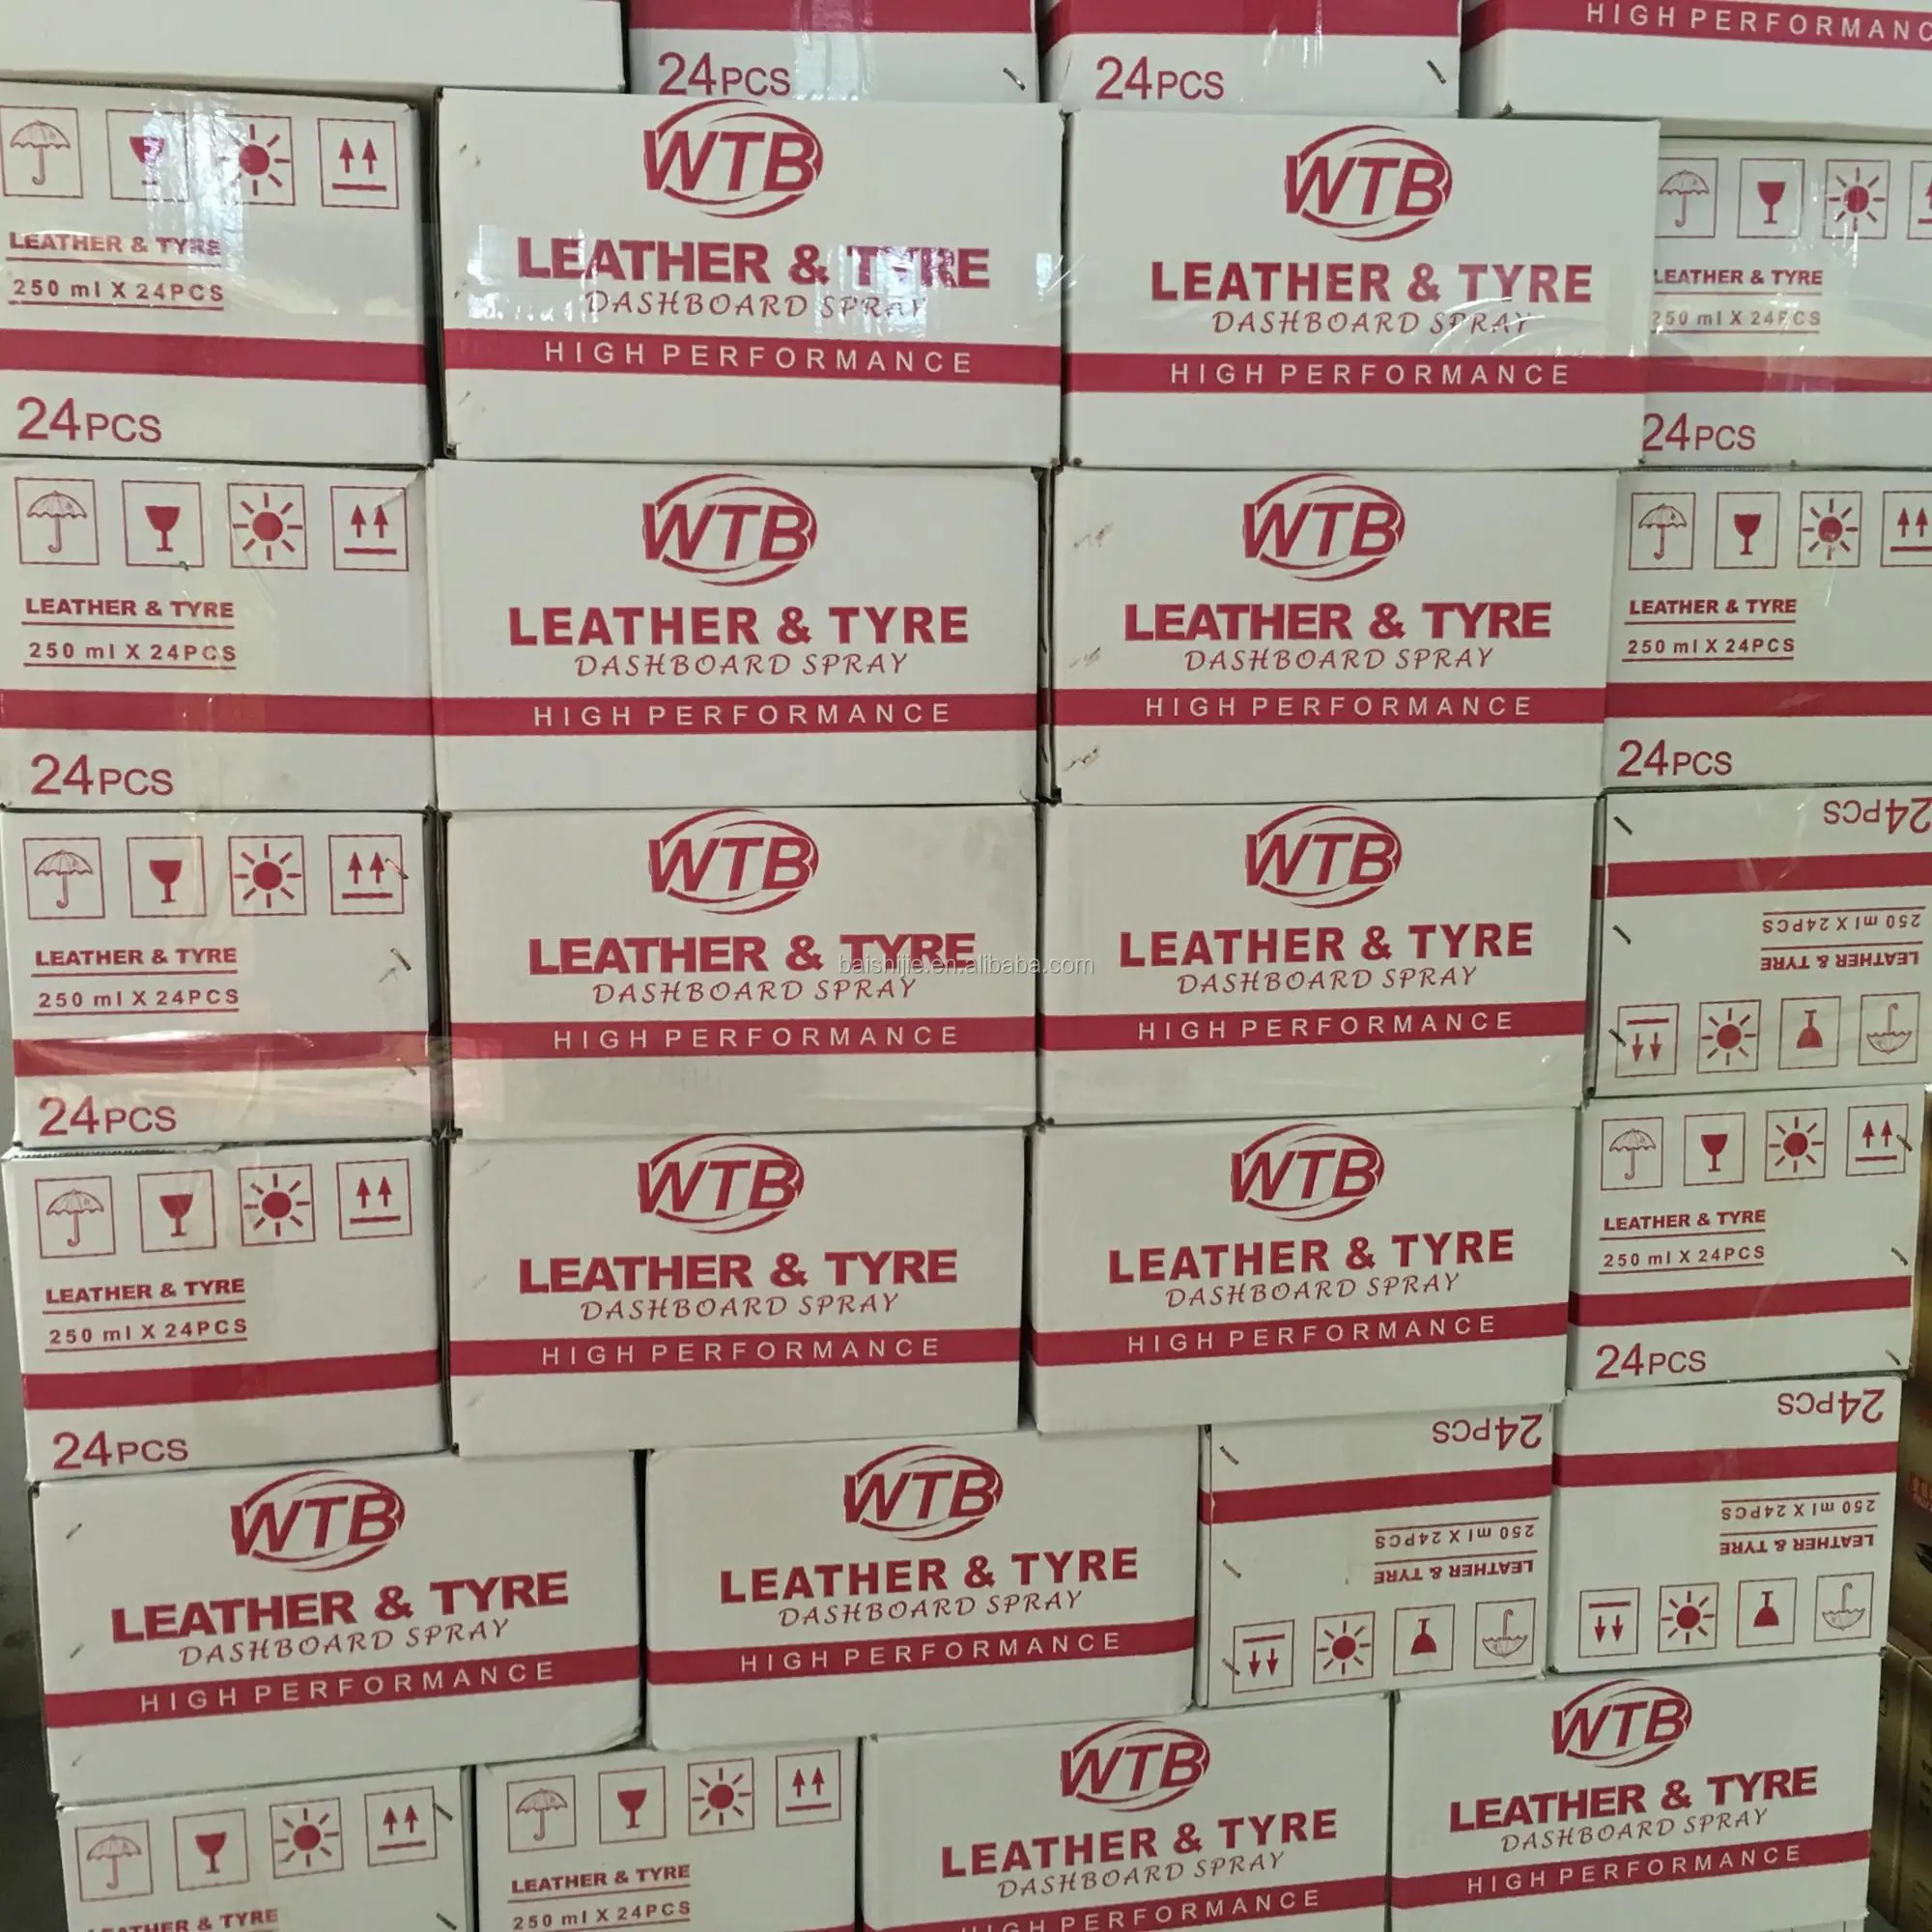 24PCS
24PCS
HIGH PERFORMANC
LEATHER & TYRE
250 ml X 24PCS
24PCS
WTB
LEATHER & TYRE
DASHBOARD SPRAY
HIGH PERFORMANCE
WTB
LEATHER & TYRE
DASHBOARD SPRAY
HIGH PERFORMANCE
LEATHER & TYRE
250 ml X 24PCS
24PCS
LEATHER & TYRE
250 ml X 24PCS
24PCS
WTB
LEATHER & TYRE
DASHBOARD SPRAY
HIGH PERFORMANCE
WTB
LEATHER & TYRE
DASHBOARD SPRAY
HIGH PERFORMANCE
LEATHER & TYRE
250 ml X 24PCS
24PCS
LEATHER & TYRE
250 ml X 24PCS
24PCS
WTB
LEATHER & TYRE
DASHBOARD SPRAY
HIGH PERFORMANCE
baishijie.en.alibaba.com
WTB
LEATHER & TYRE
DASHBOARD SPRAY
HIGH PERFORMANCE
24PCS
250 ml X 24PCS
LEATHER & TYRE
LEATHER & TYRE
250 ml X 24PCS
24PCS
WTB
LEATHER & TYRE
DASHBOARD SPRAY
HIGH PERFORMANCE
WTB
LEATHER & TYRE
DASHBOARD SPRAY
HIGH PERFORMANCE
LEATHER & TYRE
250 ml X 24PCS
24PCS
WTB
LEATHER & TYRE
DASHBOARD SPRAY
HIGH PERFORMANCE
WTB
LEATHER & TYRE
DASHBOARD SPRAY
HIGH PERFORMANCE
24PCS
250 ml X 24PCS
LEATHER & TYRE
24PCS
250 ml X 24PCS
LEATHER & TYRE
LEATHER & TYRE
LEATHER & TYRE
250 ml X 24PCS
WTB
LEATHER & TYRE
DASHBOARD SPRAY
HIGH PERFORMANCE
WTB
LEATHER & TYRE
DASHBOARD SPRAY
HIGH PERFORMANCE